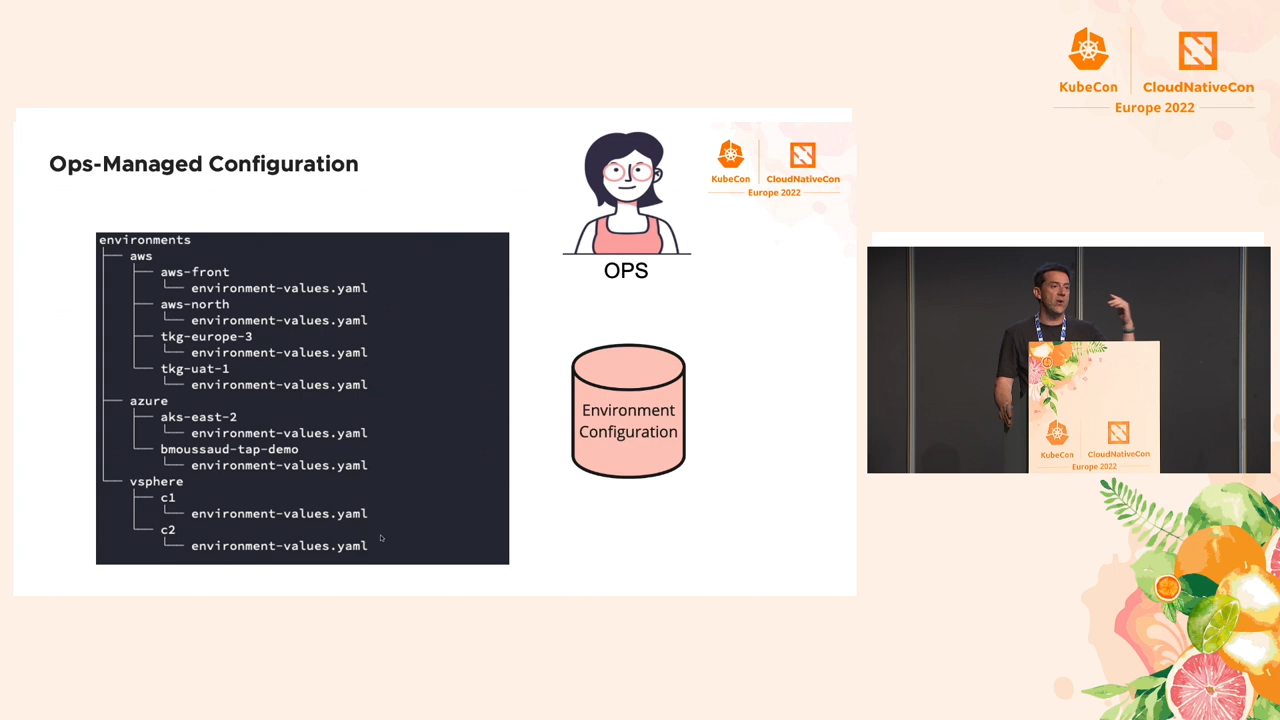 KubeCon
CloudNativeCon
Europe 2022
Ops-Managed Configuration
KubeCon
CloudNativeCon
Europe 2022
environments
aws
aws-front
environment-values.yaml
aws-north
environment-values.yaml
tkg-europe-3
environment-values.yaml
tkg-uat-1
environment-values.yaml
azure
aks-east-2
environment-values.yaml
bmoussaud-tap-demo
environment-values.yaml
vsphere
c1
environment-values.yaml
c2
environment-values.yaml
OPS
Environment
Configuration
KubeCon
CloudNativeCon
Europe 2022